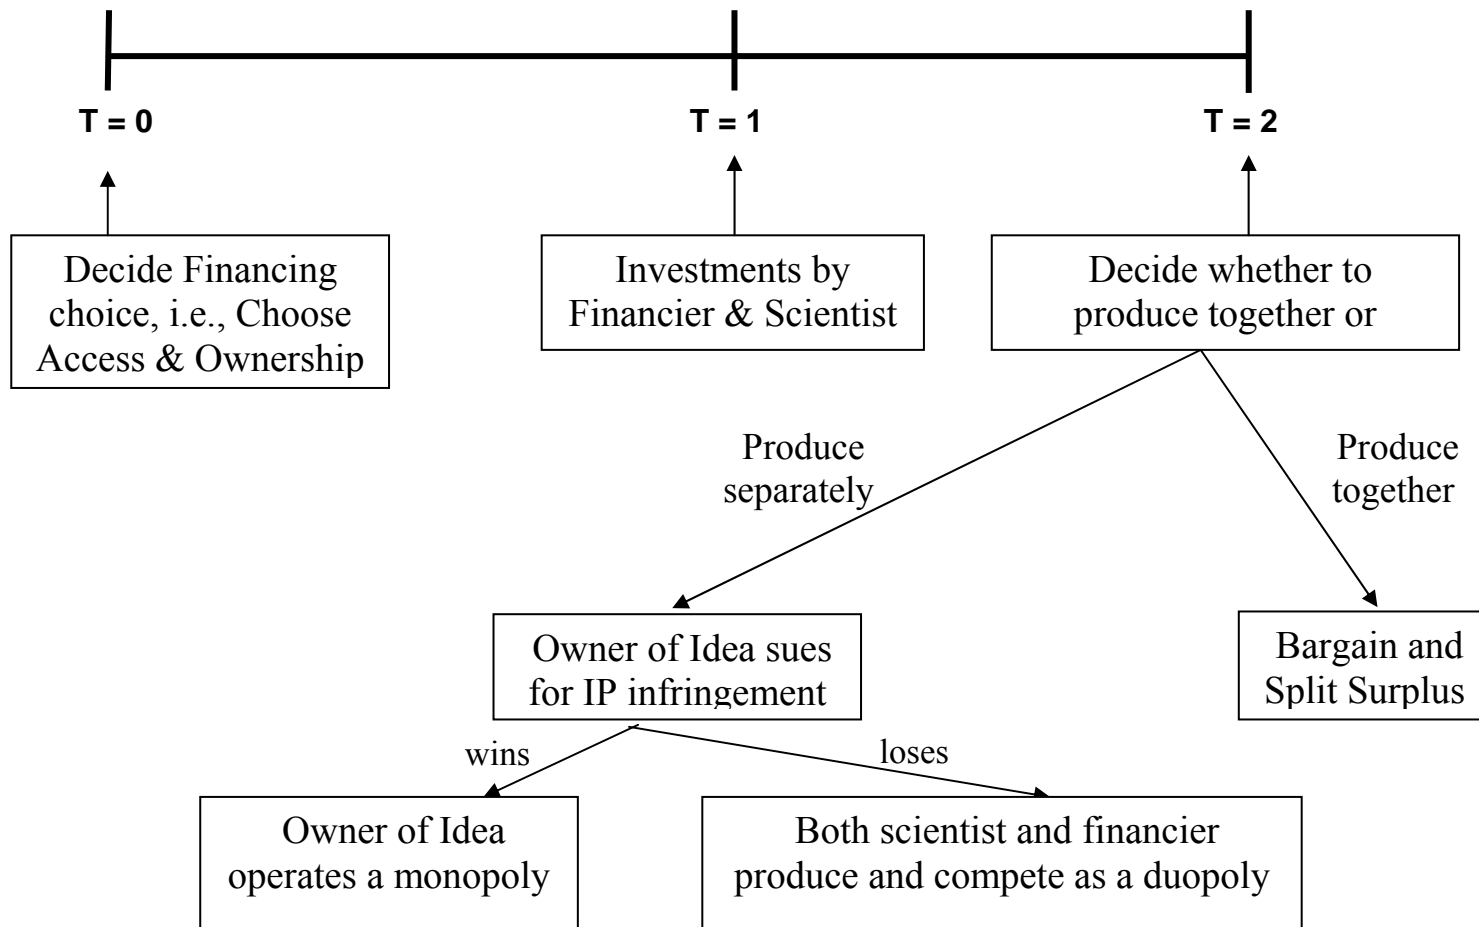 T = 0
T = 1
T = 2
Decide Financing
choice, i.e., Choose
Access & Ownership
Investments by
Financier & Scientist
Decide whether to
produce together or
Produce
separately
Produce
together
Owner of Idea sues
for IP infringement
Bargain and
Split Surplus
wins
loses
Owner of Idea
operates a monopoly
Both scientist and financier
produce and compete as a duopoly